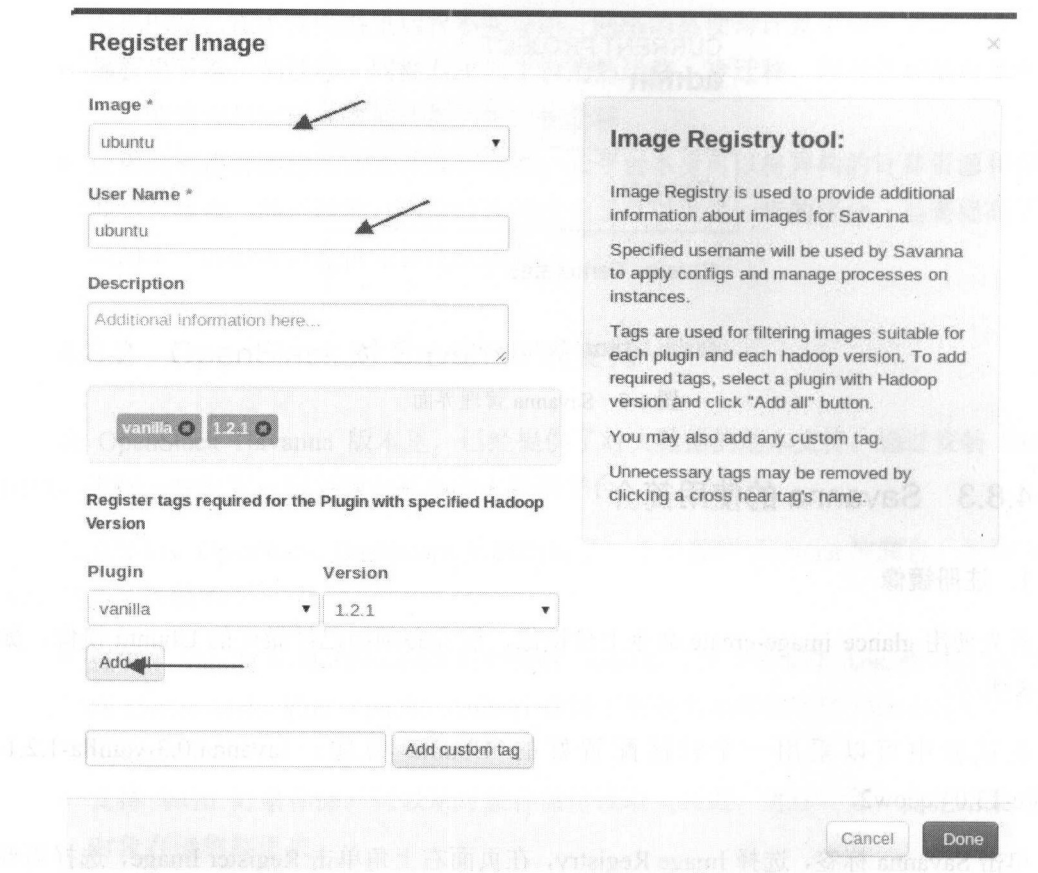 Register Image
×
Image *
ubuntu
User Name *
ubuntu
Description
Additional information here...
vanilla
1.2.1
Register tags required for the Plugin with specified Hadoop
Version
Plugin
Version
vanilla
1.2.1
Add all
Add custom tag
Image Registry tool:
Image Registry is used to provide additional
information about images for Savanna
Specified username will be used by Savanna
to apply configs and manage processes on
instances.
Tags are used for filtering images suitable for
each plugin and each hadoop version. To add
required tags, select a plugin with Hadoop
version and click "Add all" button.
You may also add any custom tag.
Unnecessary tags may be removed by
clicking a cross near tag's name.
Cancel
Done